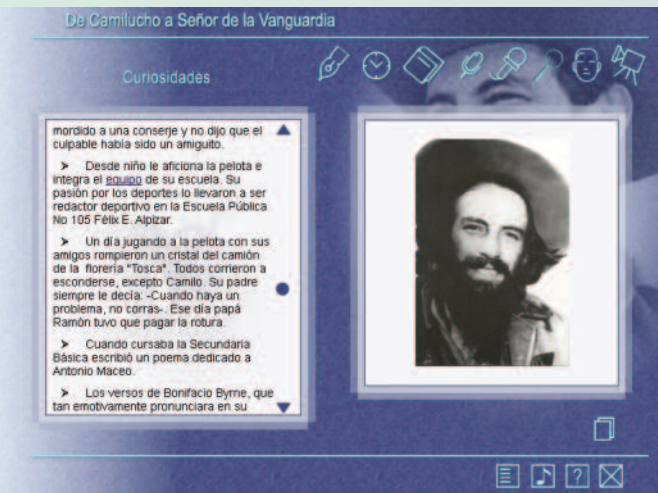 De Camilucho a Señor de la Vanguardia
Curiosidades
mordido a una conserje y no dijo que el
culpable había sido un amiguito.
➤ Desde niño le aficiona la pelota e
integra el equipo de su escuela. Su
pasión por los deportes lo llevaron a ser
redactor deportivo en la Escuela Pública
No 105 Félix E. Alpizar.
➤ Un día jugando a la pelota con sus
amigos rompieron un cristal del camión
de la florería "Tosca". Todos corrieron a
esconderse, excepto Camilo. Su padre
siempre le decía: -Cuando haya un
problema, no corras-. Ese día papá
Ramón tuvo que pagar la rotura.
➤ Cuando cursaba la Secundaria
Básica escribió un poema dedicado a
Antonio Maceo.
➤ Los versos de Bonifacio Byrne, que
tan emotivamente pronunciara en su
?